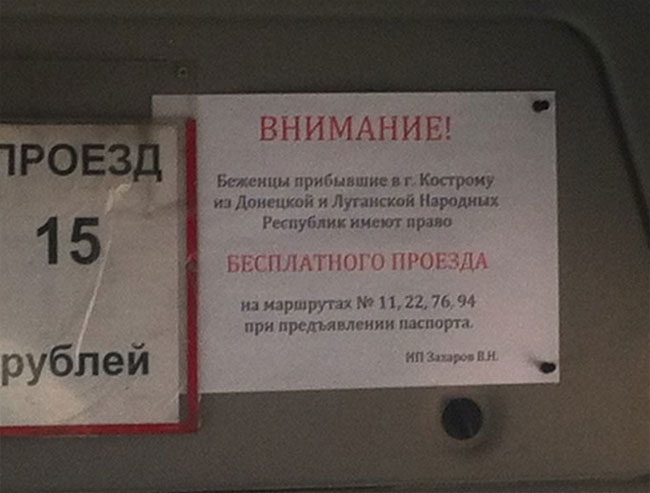 ПРОЕЗД
15
рублей
ВНИМАНИЕ!
Беженцы прибывшие в г. Кострому
из Донецкой и Луганской Народных
Республик имеют право
БЕСПЛАТНОГО ПРОЕЗДА
на маршрутах № 11, 22, 76, 94
при предъявлении паспорта.
ИП Захаров В.Н.